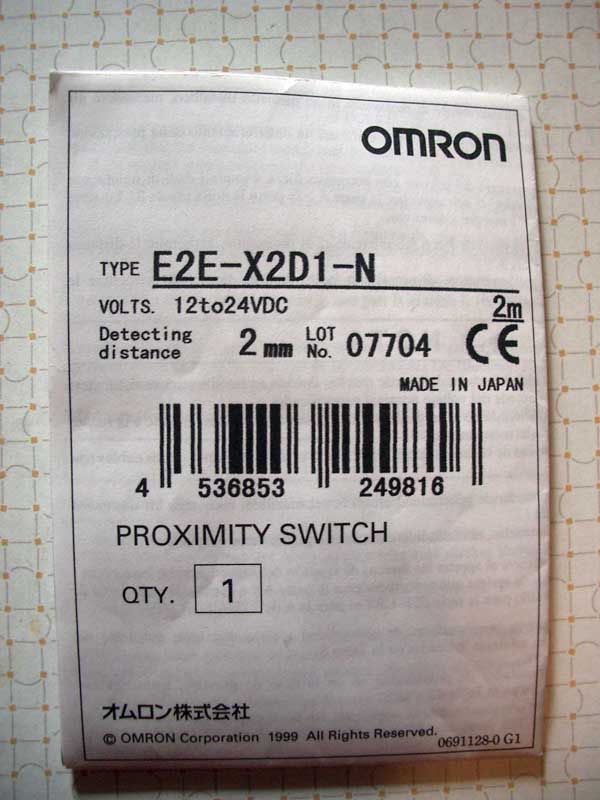 OMRON
TYPE E2E-X2D1-N
VOLTS. 12to24VDC 2m
Detecting distance 2mm LOT No. 07704 CE
MADE IN JAPAN
4 536853 249816
PROXIMITY SWITCH
QTY. 1
オムロン株式会社
© OMRON Corporation 1999 All Rights Reserved.
0691128-0 G1